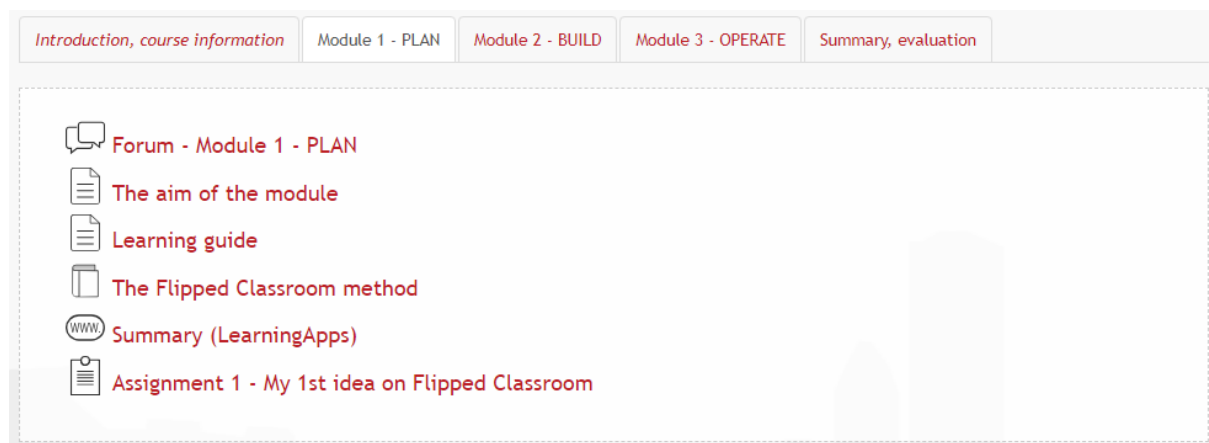 Introduction, course information Module 1 - PLAN Module 2 - BUILD Module 3 - OPERATE Summary, evaluation
Forum - Module 1 - PLAN
The aim of the module
Learning guide
The Flipped Classroom method
www. Summary (LearningApps)
Assignment 1 - My 1st idea on Flipped Classroom